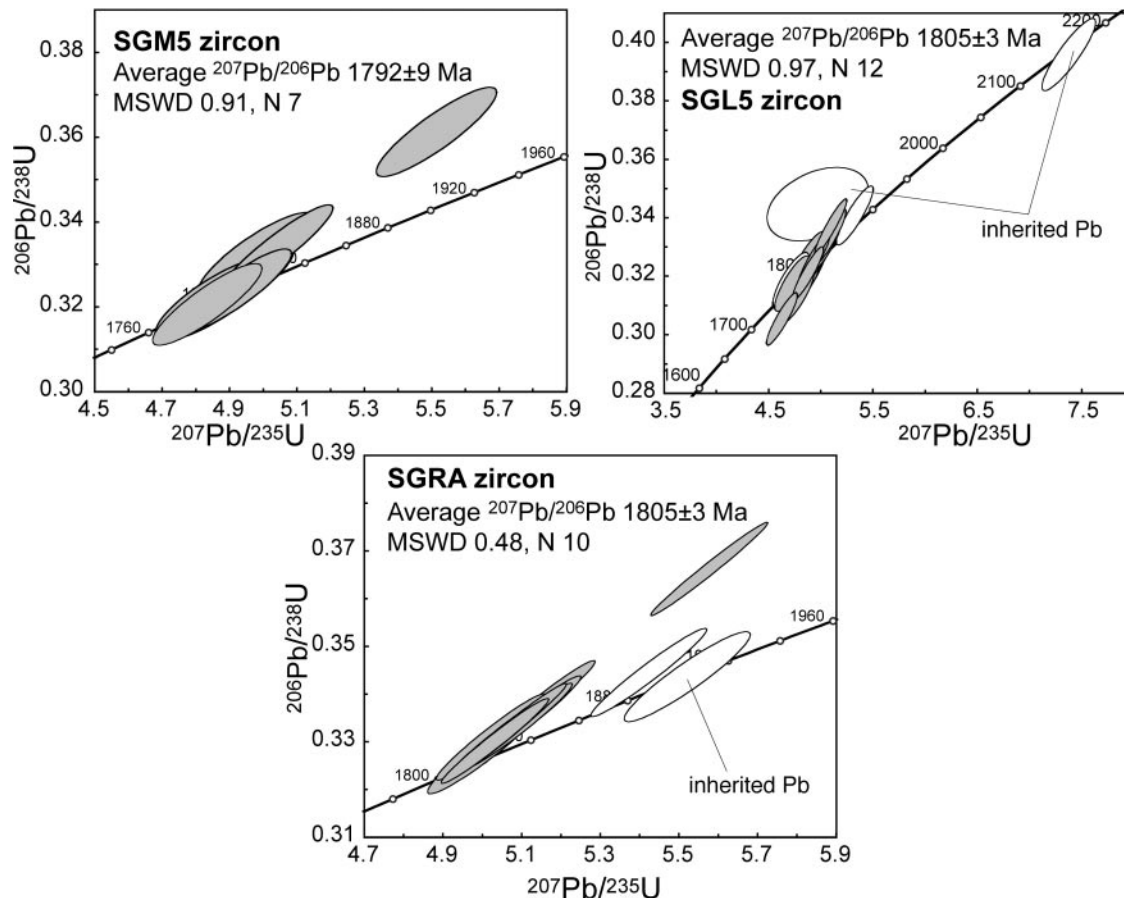 SGM5 zircon
Average ²⁰⁷Pb/²⁰⁶Pb 1792±9 Ma
MSWD 0.91, N 7
0.38
0.36
0.34
0.32
0.30
²⁰⁶Pb/²³⁸U
1760
1880
1920
1960
4.5 4.7 4.9 5.1 5.3 5.5 5.7 5.9
²⁰⁷Pb/²³⁵U
Average ²⁰⁷Pb/²⁰⁶Pb 1805±3 Ma
MSWD 0.97, N 12
SGL5 zircon
0.40
0.38
0.36
0.34
0.32
0.30
0.28
²⁰⁶Pb/²³⁸U
2200
2100
2000
1700
1600
inherited Pb
3.5 4.5 5.5 6.5 7.5
²⁰⁷Pb/²³⁵U
SGRA zircon
Average ²⁰⁷Pb/²⁰⁶Pb 1805±3 Ma
MSWD 0.48, N 10
0.39
0.37
0.35
0.33
0.31
²⁰⁶Pb/²³⁸U
1800
1960
inherited Pb
4.7 4.9 5.1 5.3 5.5 5.7 5.9
²⁰⁷Pb/²³⁵U